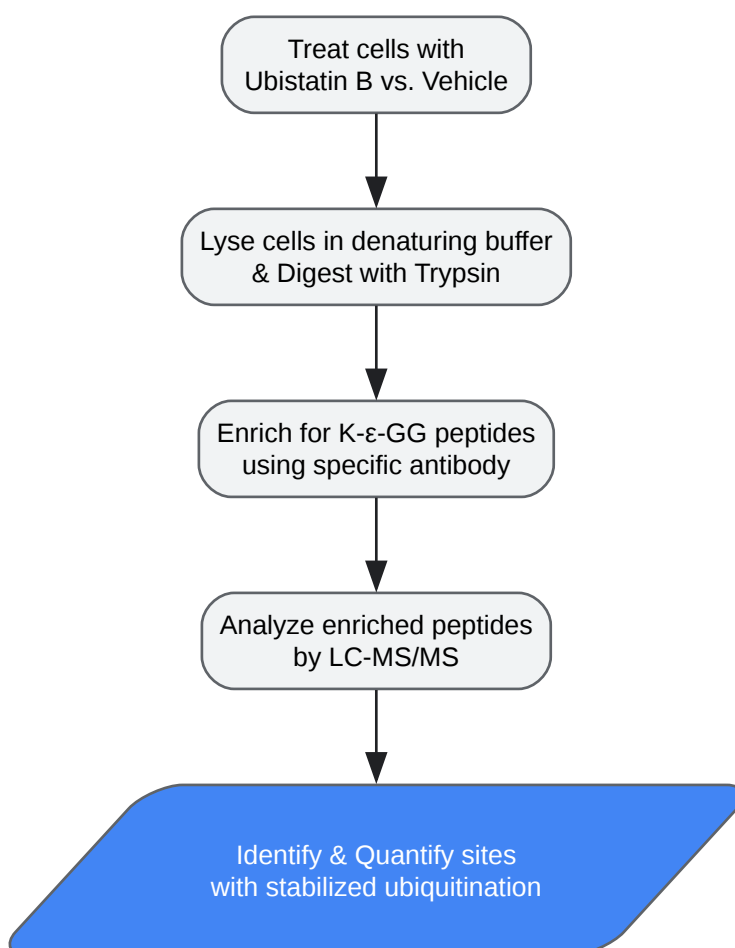 Treat cells with
Ubistatin B vs. Vehicle
Lyse cells in denaturing buffer
& Digest with Trypsin
Enrich for K-ε-GG peptides
using specific antibody
Analyze enriched peptides
by LC-MS/MS
Identify & Quantify sites
with stabilized ubiquitination